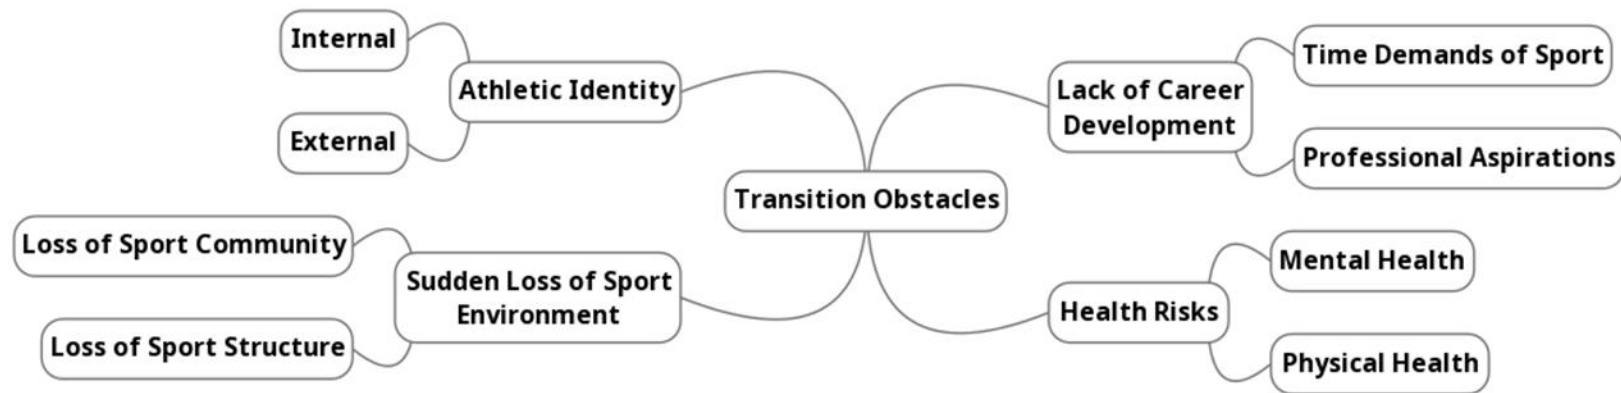 Internal
Athletic Identity
External
Loss of Sport Community
Sudden Loss of Sport
Environment
Loss of Sport Structure
Transition Obstacles
Lack of Career
Development
Time Demands of Sport
Professional Aspirations
Health Risks
Mental Health
Physical Health